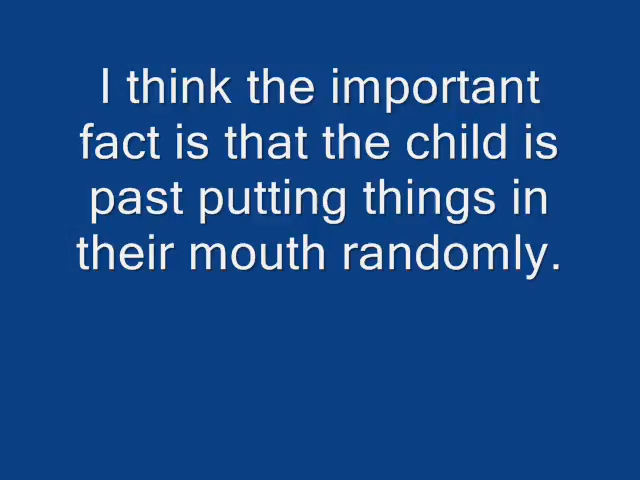 I think the important
fact is that the child is
past putting things in
their mouth randomly.